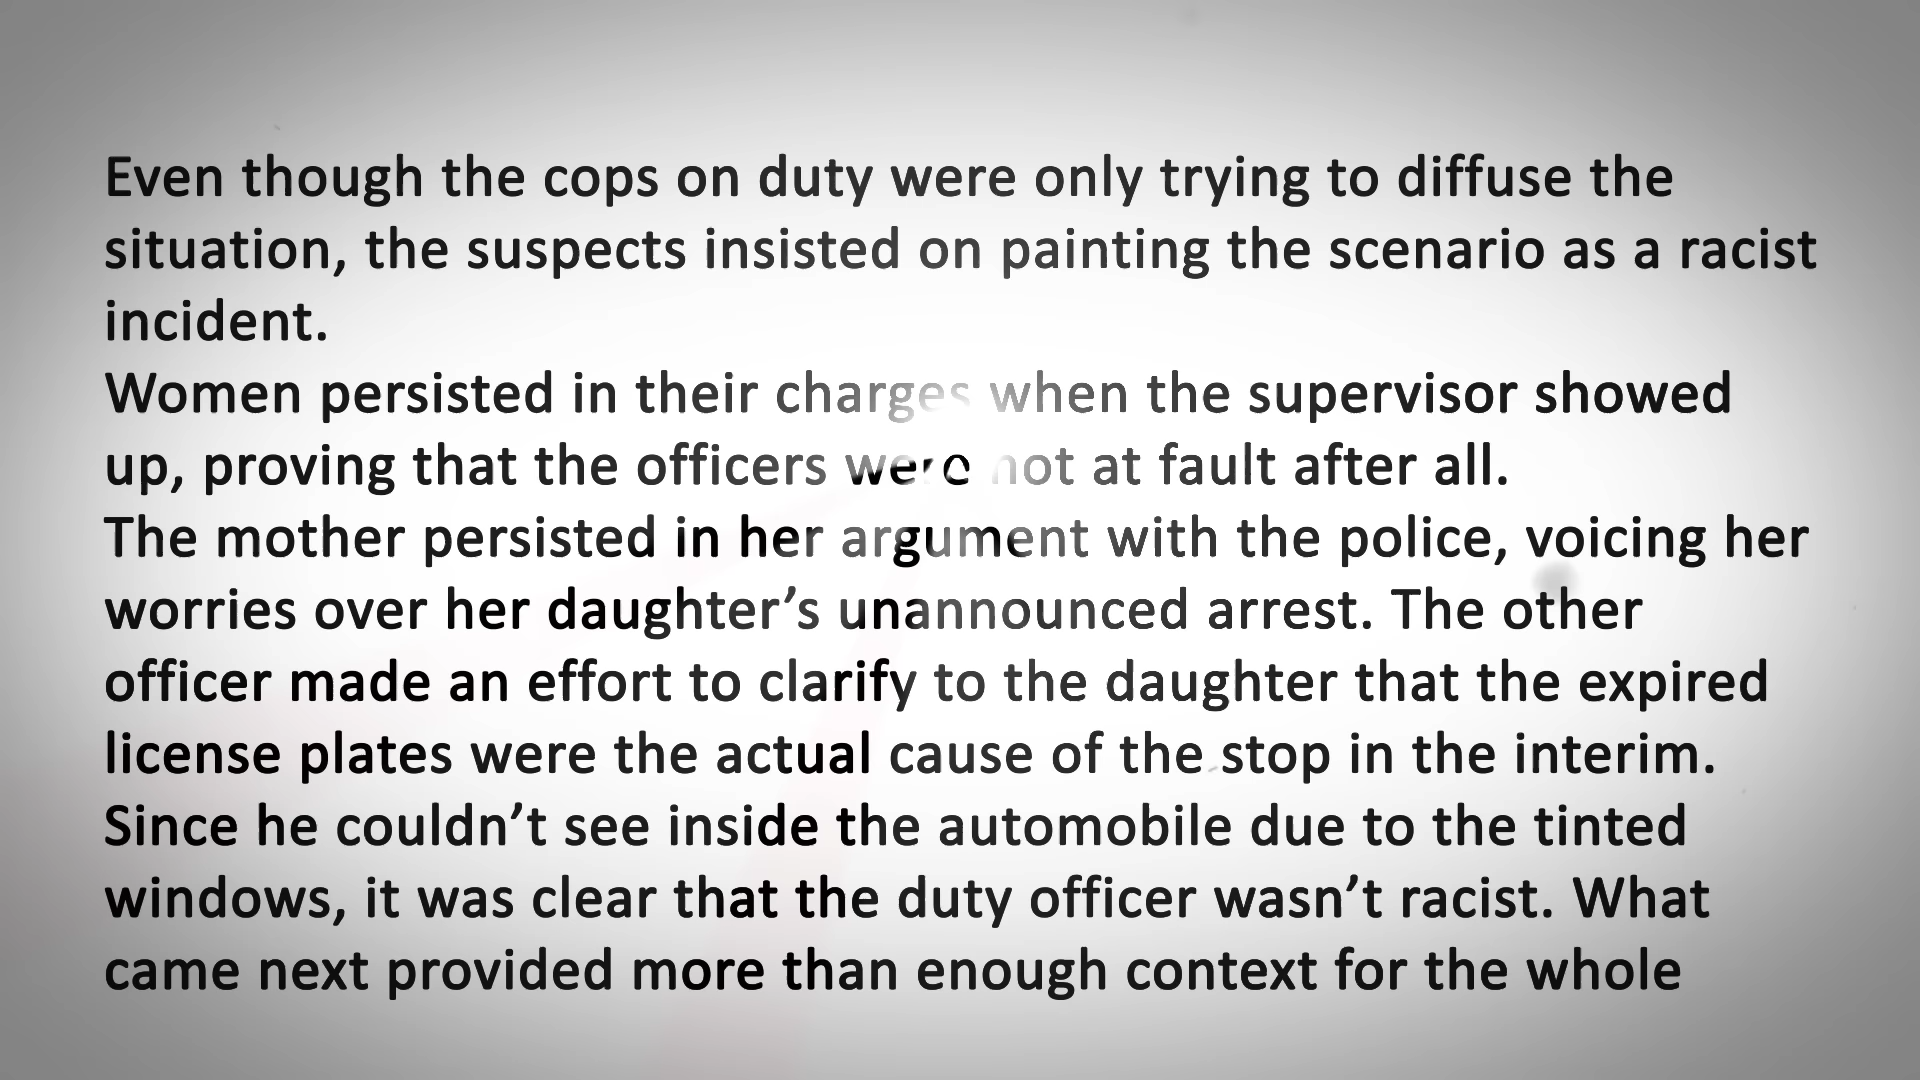 Even though the cops on duty were only trying to diffuse the
situation, the suspects insisted on painting the scenario as a racist
incident.
Women persisted in their charges when the supervisor showed
up, proving that the officers were not at fault after all.
The mother persisted in her argument with the police, voicing her
worries over her daughter’s unannounced arrest. The other
officer made an effort to clarify to the daughter that the expired
license plates were the actual cause of the stop in the interim.
Since he couldn’t see inside the automobile due to the tinted
windows, it was clear that the duty officer wasn’t racist. What
came next provided more than enough context for the whole